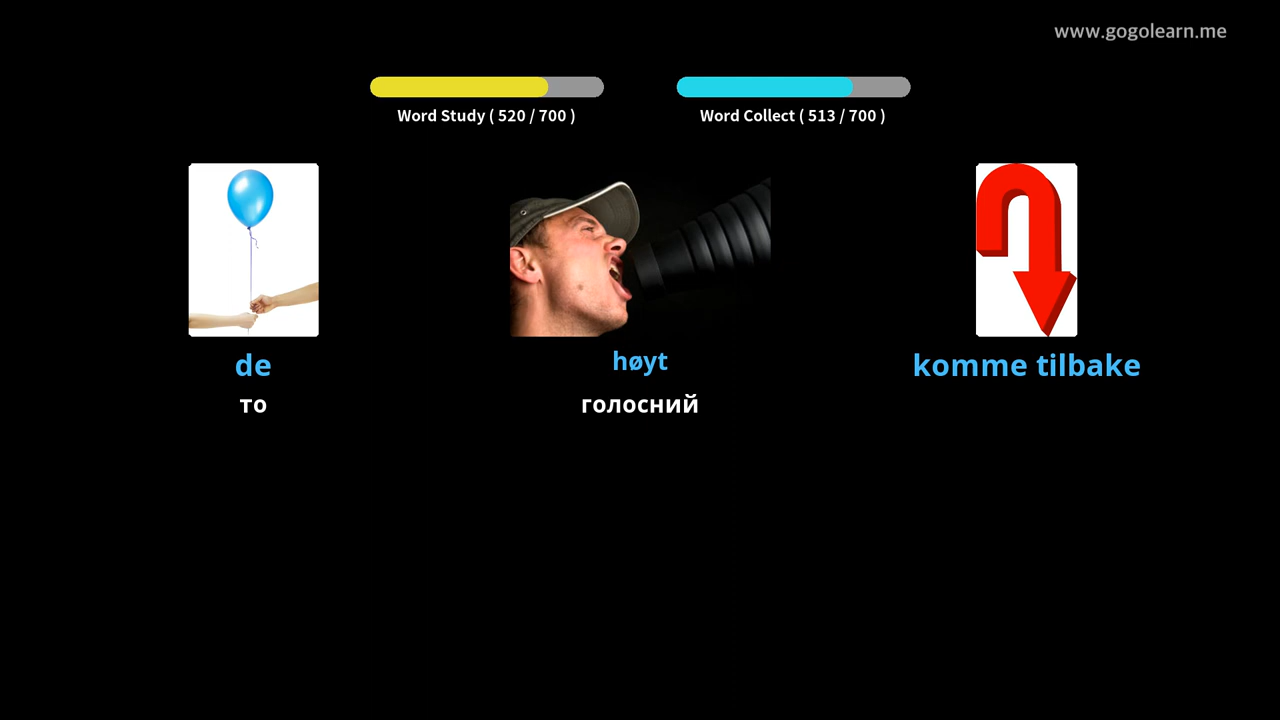 www.gogolearn.me
Word Study ( 520 / 700 )
Word Collect ( 513 / 700 )
de
høyt
komme tilbake
то
голосний